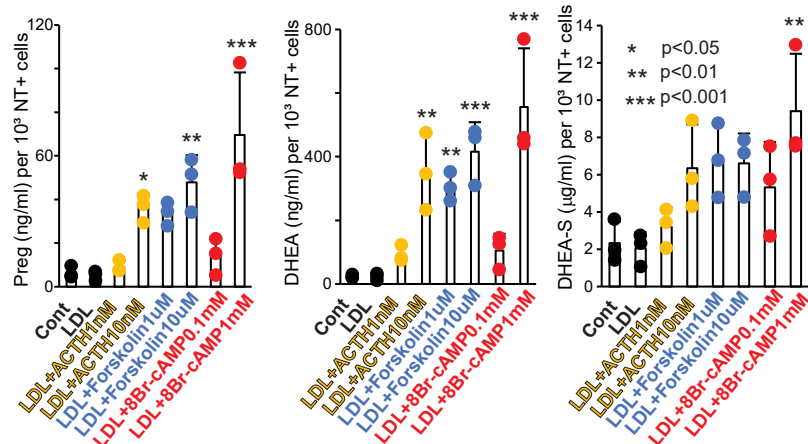 Preg (ng/ml) per 10³ NT+ cells
120
60
0
*
**
***
Cont
LDL
LDL+ACTH1nM
LDL+ACTH10nM
LDL+Forskolin1uM
LDL+Forskolin10uM
LDL+8Br-cAMP0.1mM
LDL+8Br-cAMP1mM
DHEA (ng/ml) per 10³ NT+ cells
800
400
0
**
**
***
***
Cont
LDL
LDL+ACTH1nM
LDL+ACTH10nM
LDL+Forskolin1uM
LDL+Forskolin10uM
LDL+8Br-cAMP0.1mM
LDL+8Br-cAMP1mM
DHEA-S (µg/ml) per 10³ NT+ cells
14
12
10
8
6
4
2
0
* p<0.05
** p<0.01
*** p<0.001
**
Cont
LDL
LDL+ACTH1nM
LDL+ACTH10nM
LDL+Forskolin1uM
LDL+Forskolin10uM
LDL+8Br-cAMP0.1mM
LDL+8Br-cAMP1mM